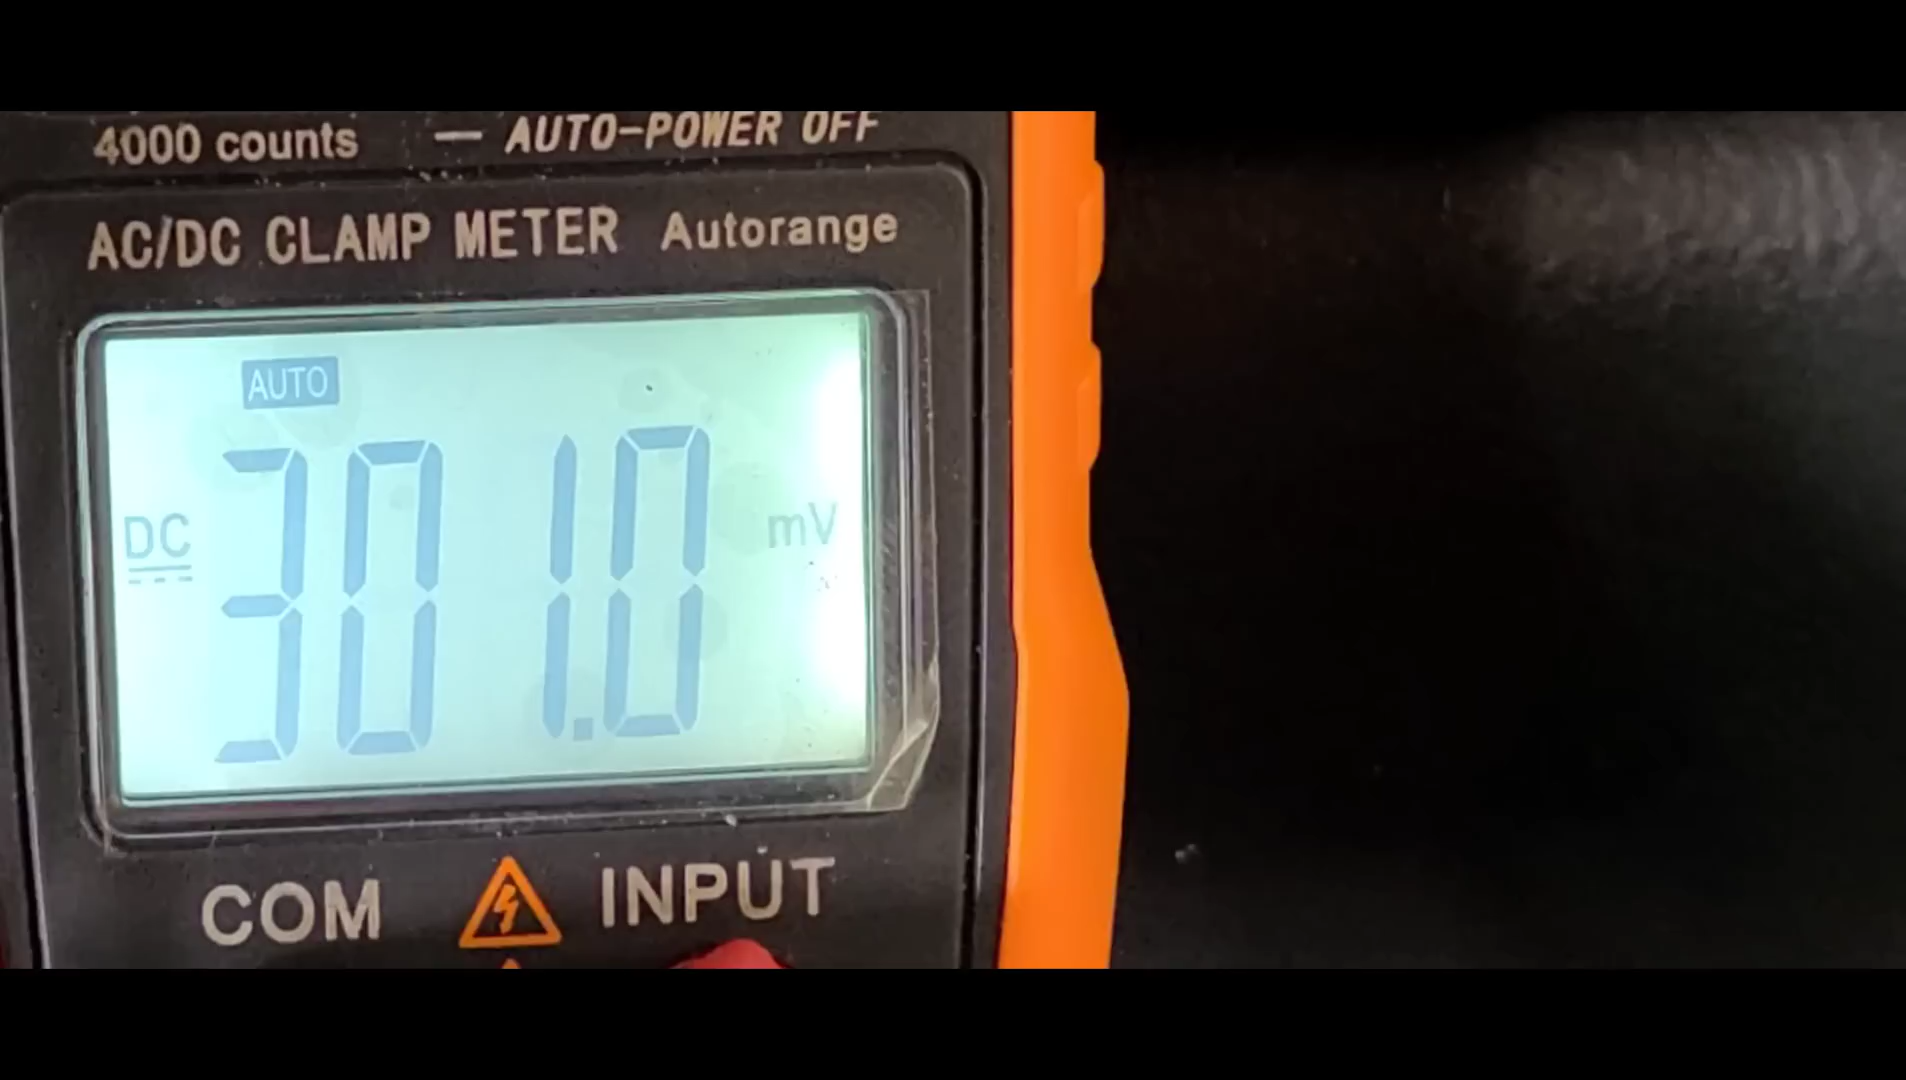 4000 counts — AUTO-POWER OFF
AC/DC CLAMP METER Autorange
AUTO
DC 301.0 mV
COM INPUT